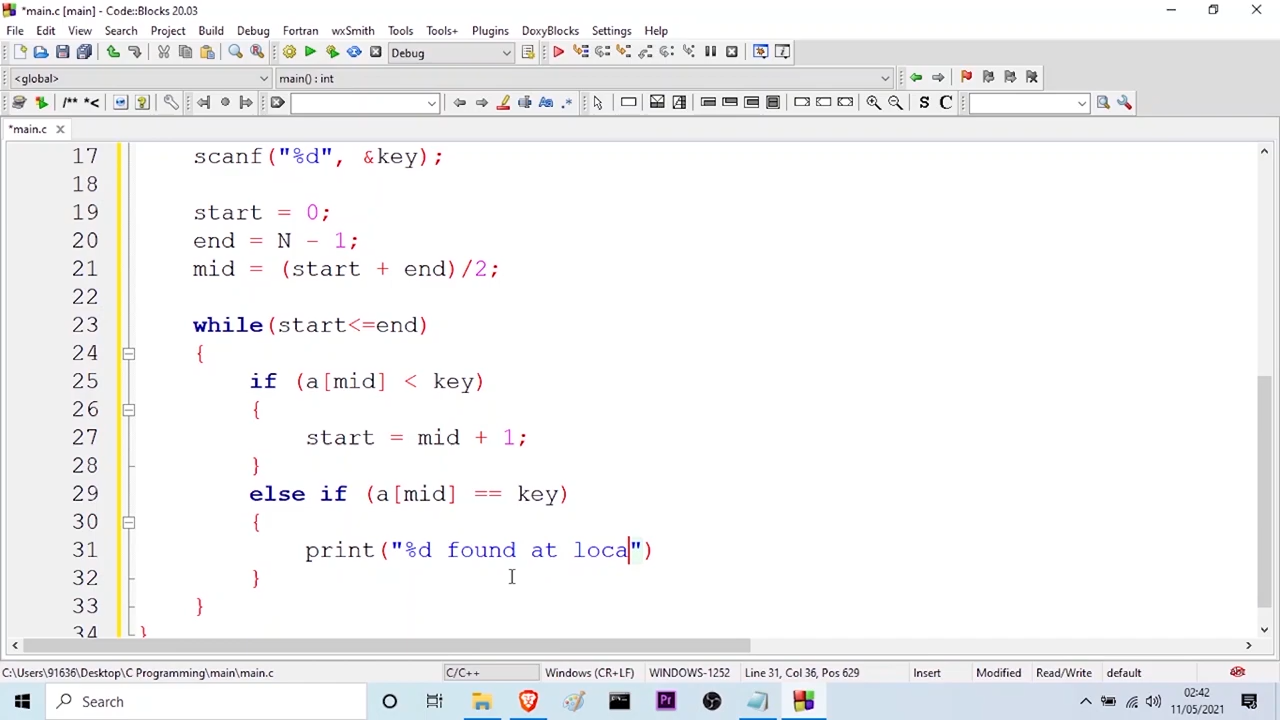 *main.c [main] - Code::Blocks 20.03
File Edit View Search Project Build Debug Fortran wxSmith Tools Tools+ Plugins DoxyBlocks Settings Help
Debug
<global> main() : int
/** *< Aa .* S C
*main.c
17 scanf("%d", &key);
18
19 start = 0;
20 end = N - 1;
21 mid = (start + end)/2;
22
23 while(start<=end)
24 {
25 if (a[mid] < key)
26 {
27 start = mid + 1;
28 }
29 else if (a[mid] == key)
30 {
31 print("%d found at loca")
32 }
33 }
34 }
C:\Users\91636\Desktop\C Programming\main\main.c C/C++ Windows (CR+LF) WINDOWS-1252 Line 31, Col 36, Pos 629 Insert Modified Read/Write default
Search Pr 02:42
11/05/2021